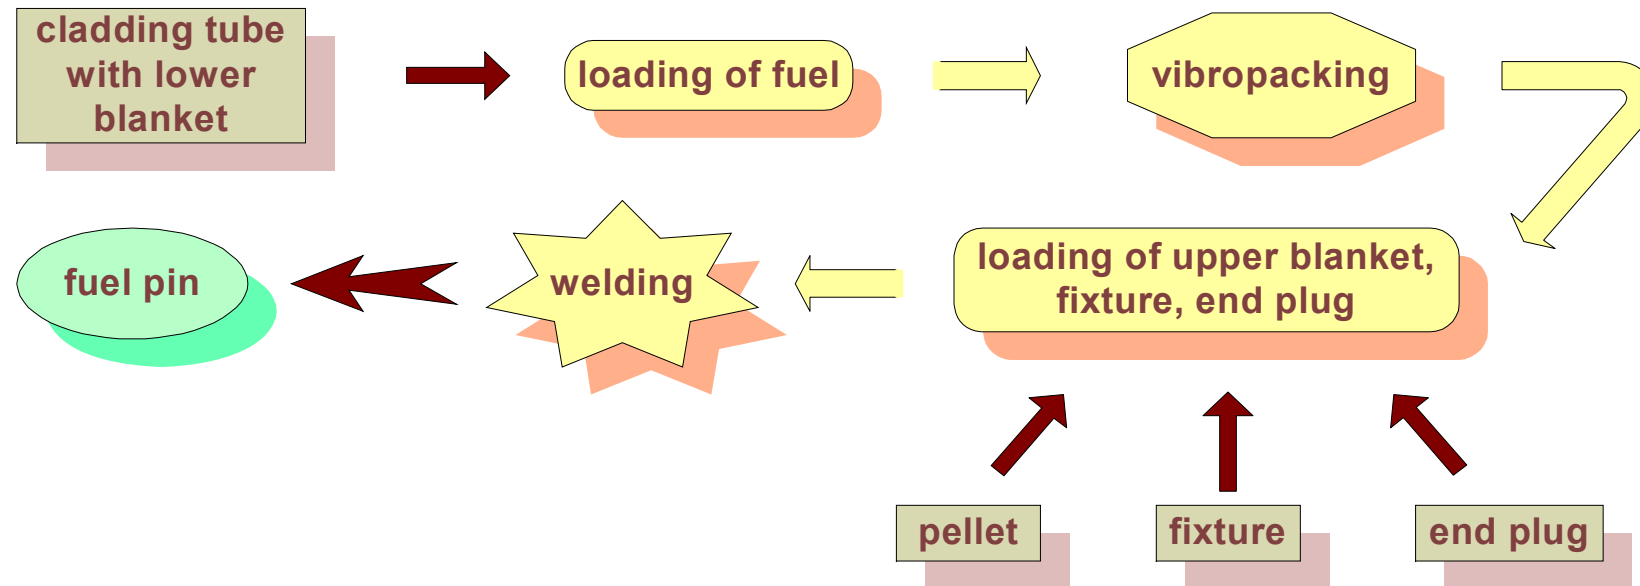 cladding tube
with lower
blanket
loading of fuel
vibropacking
loading of upper blanket,
fixture, end plug
welding
fuel pin
pellet
fixture
end plug